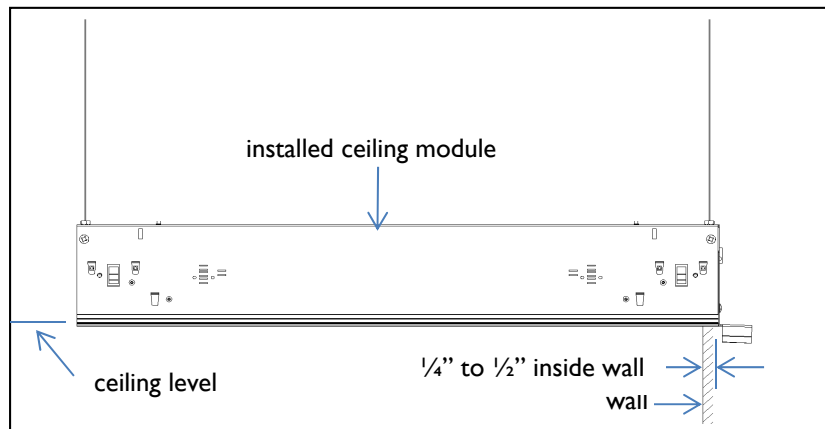 installed ceiling module
ceiling level
¼” to ½” inside wall
wall